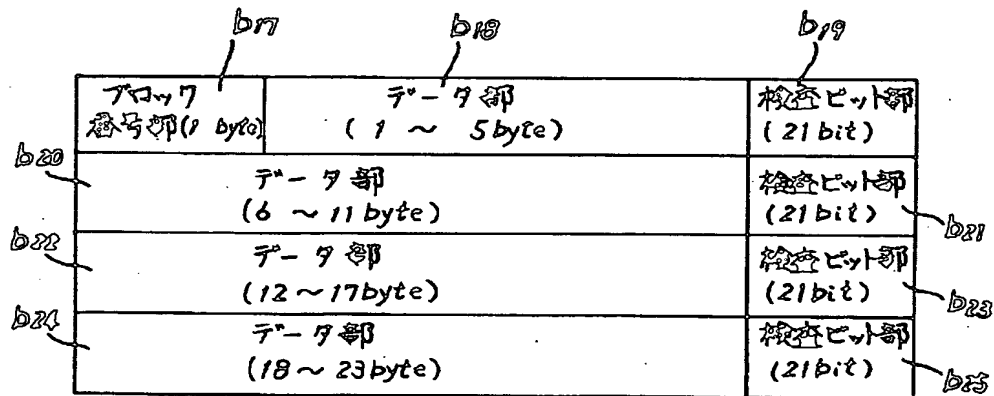 b17 b18 b19
ブロック データ部 検査ビット部
番号部(1 byte) (1 ~ 5byte) (21bit)
b20
データ部 検査ビット部
(6 ~ 11byte) (21bit)
b21
b22
データ部 検査ビット部
(12~17byte) (21bit)
b23
b24
データ部 検査ビット部
(18~23byte) (21bit)
b25